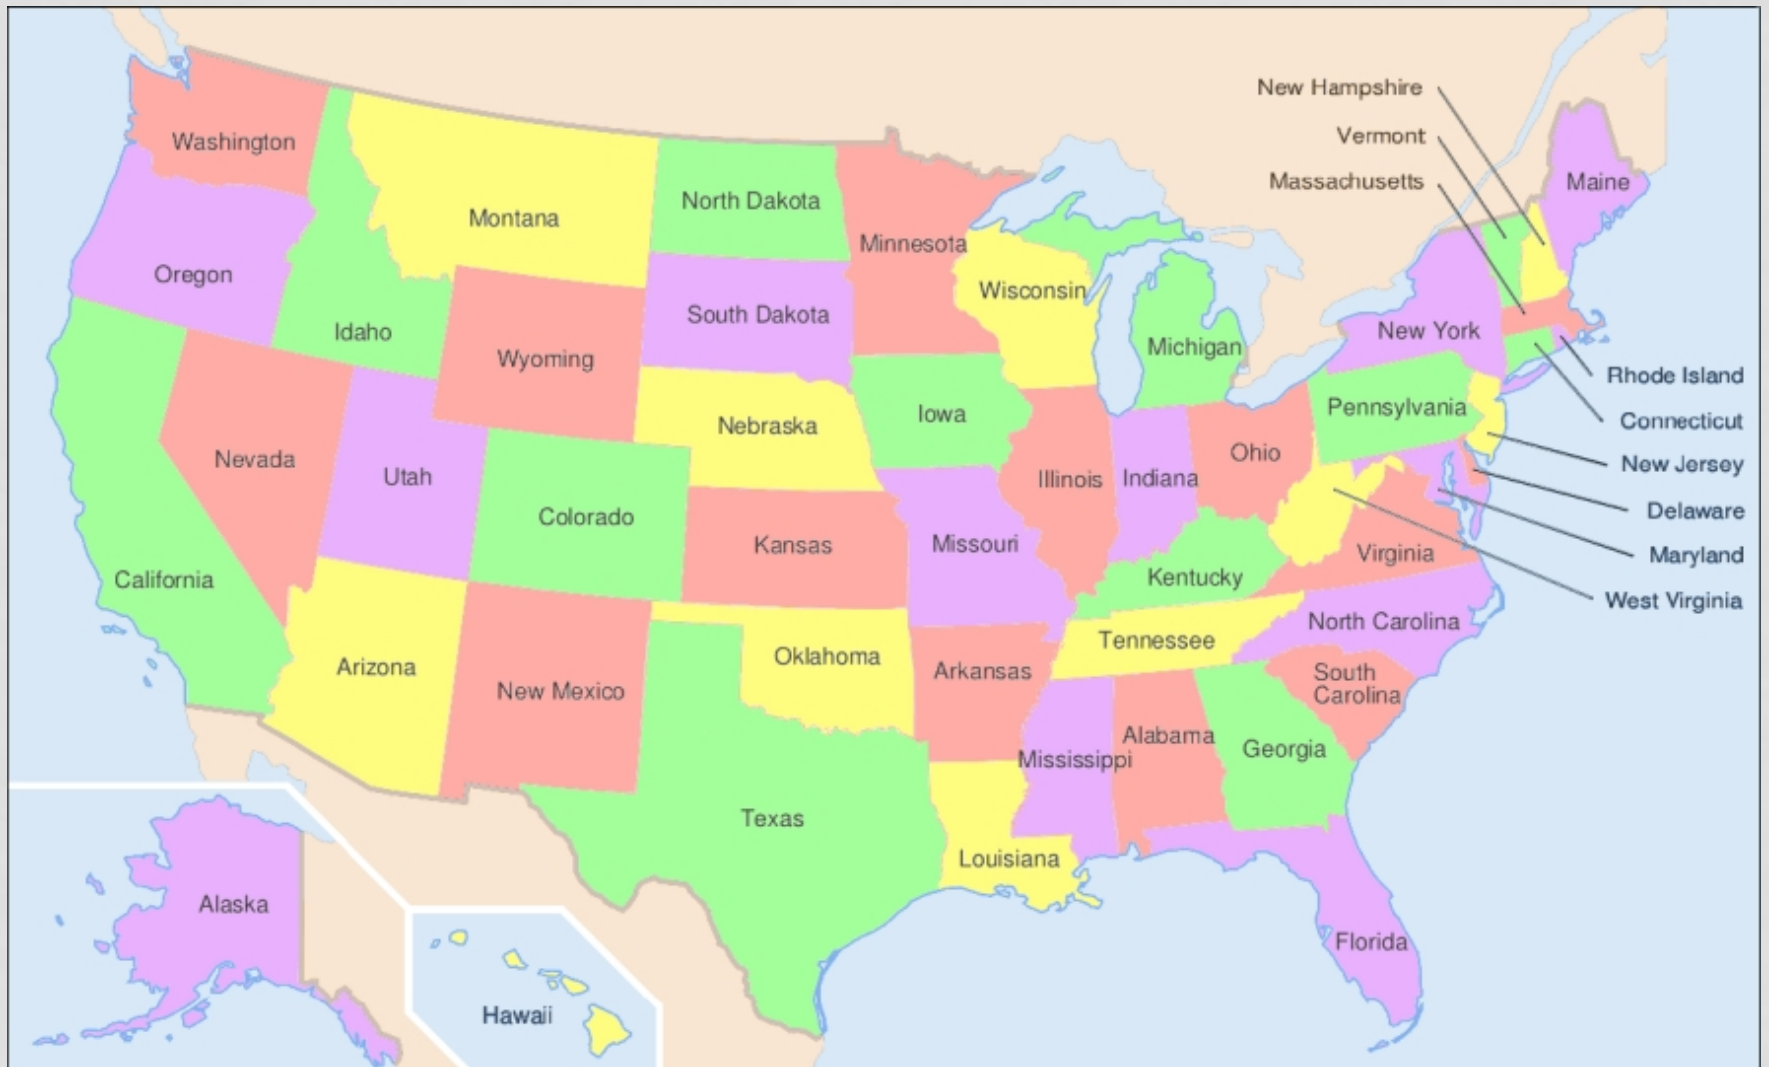 New Hampshire
Vermont
Massachusetts
Washington
Maine
Montana
North Dakota
Minnesota
Oregon
Wisconsin
South Dakota
Idaho
New York
Michigan
Wyoming
Rhode Island
Pennsylvania
Iowa
Connecticut
Nebraska
Ohio
Nevada
New Jersey
Utah
Illinois
Indiana
Delaware
Colorado
Kansas
Missouri
Virginia
Maryland
California
Kentucky
West Virginia
North Carolina
Tennessee
Oklahoma
Arizona
Arkansas
South
Carolina
New Mexico
Alabama
Georgia
Mississippi
Texas
Louisiana
Alaska
Florida
Hawaii